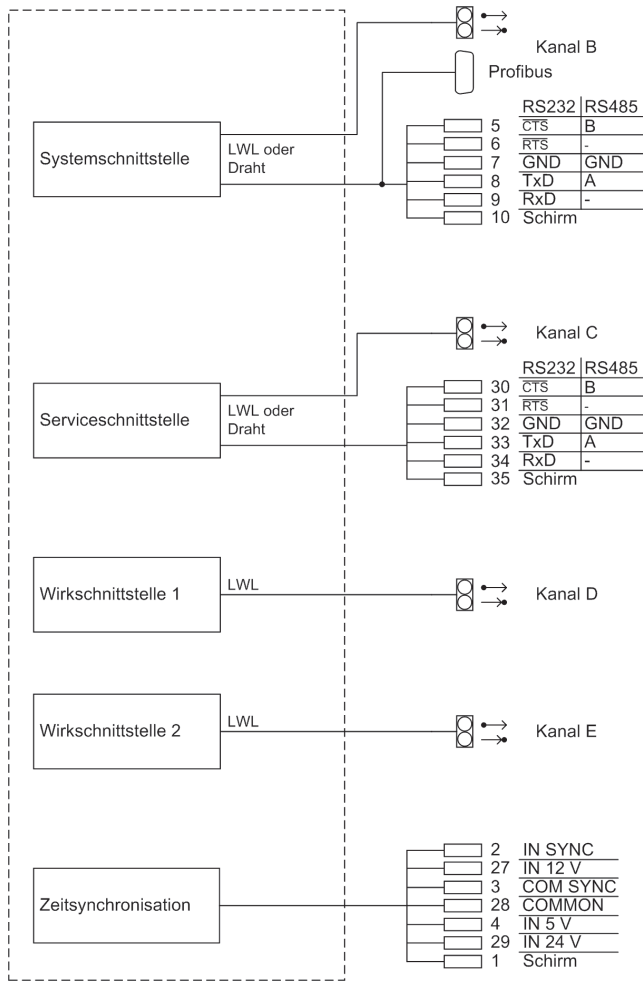 Kanal B
Profibus
RS232 RS485
5 CTS B
6 RTS -
7 GND GND
8 TxD A
9 RxD -
10 Schirm
Systemschnittstelle
LWL oder
Draht
Kanal C
RS232 RS485
30 CTS B
31 RTS -
32 GND GND
33 TxD A
34 RxD -
35 Schirm
Serviceschnittstelle
LWL oder
Draht
Wirkschnittstelle 1
LWL
Kanal D
Wirkschnittstelle 2
LWL
Kanal E
Zeitsynchronisation
2 IN SYNC
27 IN 12 V
3 COM SYNC
28 COMMON
4 IN 5 V
29 IN 24 V
1 Schirm